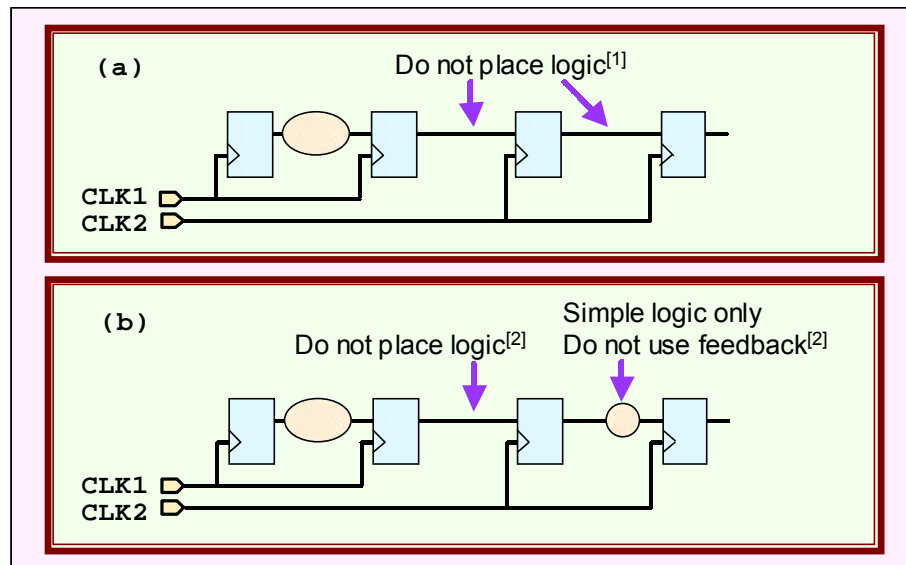 (a)
Do not place logic[1]
CLK1
CLK2
(b)
Simple logic only
Do not place logic[2]
Do not use feedback[2]
CLK1
CLK2